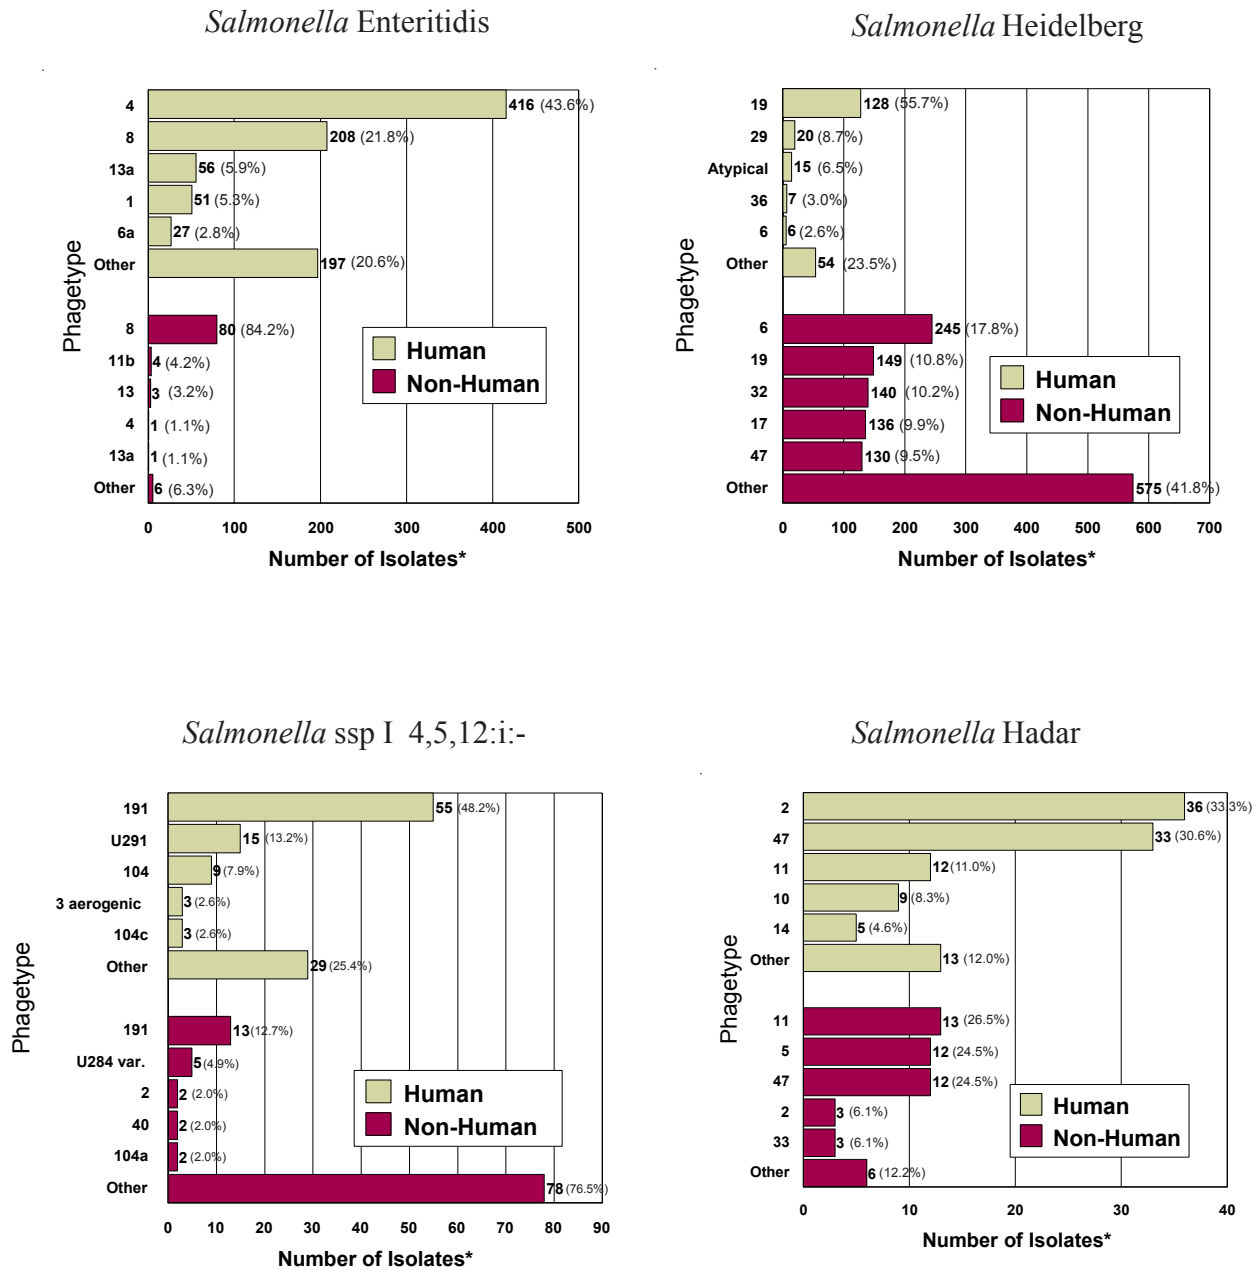 Salmonella Enteritidis
Phagetype
4 416 (43.6%)
8 208 (21.8%)
13a 56 (5.9%)
1 51 (5.3%)
6a 27 (2.8%)
Other 197 (20.6%)
8 80 (84.2%)
11b 4 (4.2%)
13 3 (3.2%)
4 1 (1.1%)
13a 1 (1.1%)
Other 6 (6.3%)
Human
Non-Human
0 100 200 300 400 500
Number of Isolates*
Salmonella Heidelberg
Phagetype
19 128 (55.7%)
29 20 (8.7%)
Atypical 15 (6.5%)
36 7 (3.0%)
6 6 (2.6%)
Other 54 (23.5%)
6 245 (17.8%)
19 149 (10.8%)
32 140 (10.2%)
17 136 (9.9%)
47 130 (9.5%)
Other 575 (41.8%)
Human
Non-Human
0 100 200 300 400 500 600 700
Number of Isolates*
Salmonella ssp I 4,5,12:i:-
Phagetype
191 55 (48.2%)
U291 15 (13.2%)
104 9 (7.9%)
3 aerogenic 3 (2.6%)
104c 3 (2.6%)
Other 29 (25.4%)
191 13 (12.7%)
U284 var. 5 (4.9%)
2 2 (2.0%)
40 2 (2.0%)
104a 2 (2.0%)
Other 78 (76.5%)
Human
Non-Human
0 10 20 30 40 50 60 70 80 90
Number of Isolates*
Salmonella Hadar
Phagetype
2 36 (33.3%)
47 33 (30.6%)
11 12 (11.0%)
10 9 (8.3%)
14 5 (4.6%)
Other 13 (12.0%)
11 13 (26.5%)
5 12 (24.5%)
47 12 (24.5%)
2 3 (6.1%)
33 3 (6.1%)
Other 6 (12.2%)
Human
Non-Human
0 10 20 30 40
Number of Isolates*